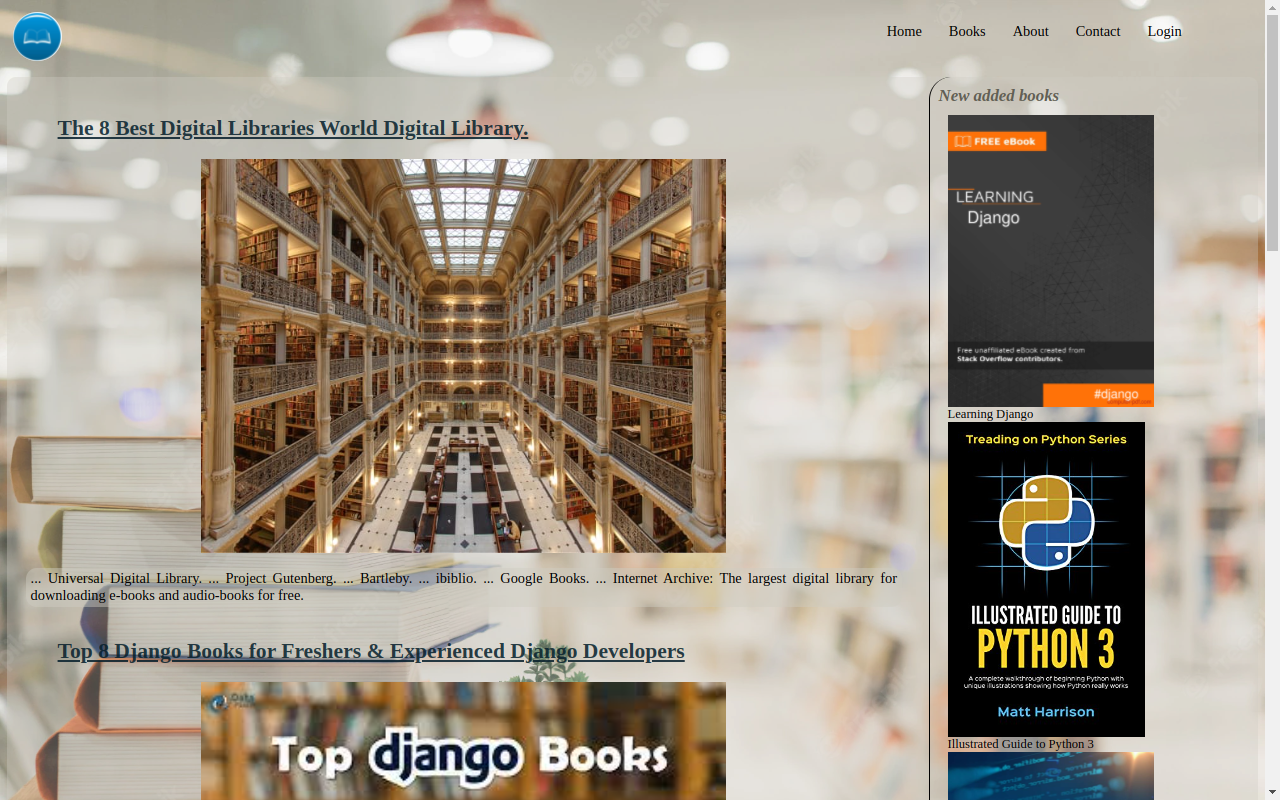 Home Books About Contact Login
The 8 Best Digital Libraries World Digital Library.
... Universal Digital Library. ... Project Gutenberg. ... Bartleby. ... ibiblio. ... Google Books. ... Internet Archive: The largest digital library for
downloading e-books and audio-books for free.
Top 8 Django Books for Freshers & Experienced Django Developers
Top django Books
New added books
FREE eBook
LEARNING
Django
Free unaffiliated eBook created from
Stack Overflow contributors.
#django
Learning Django
Treading on Python Series
ILLUSTRATED GUIDE TO
PYTHON 3
A complete walkthrough of beginning Python with
unique illustrations showing how Python really works
Matt Harrison
Illustrated Guide to Python 3